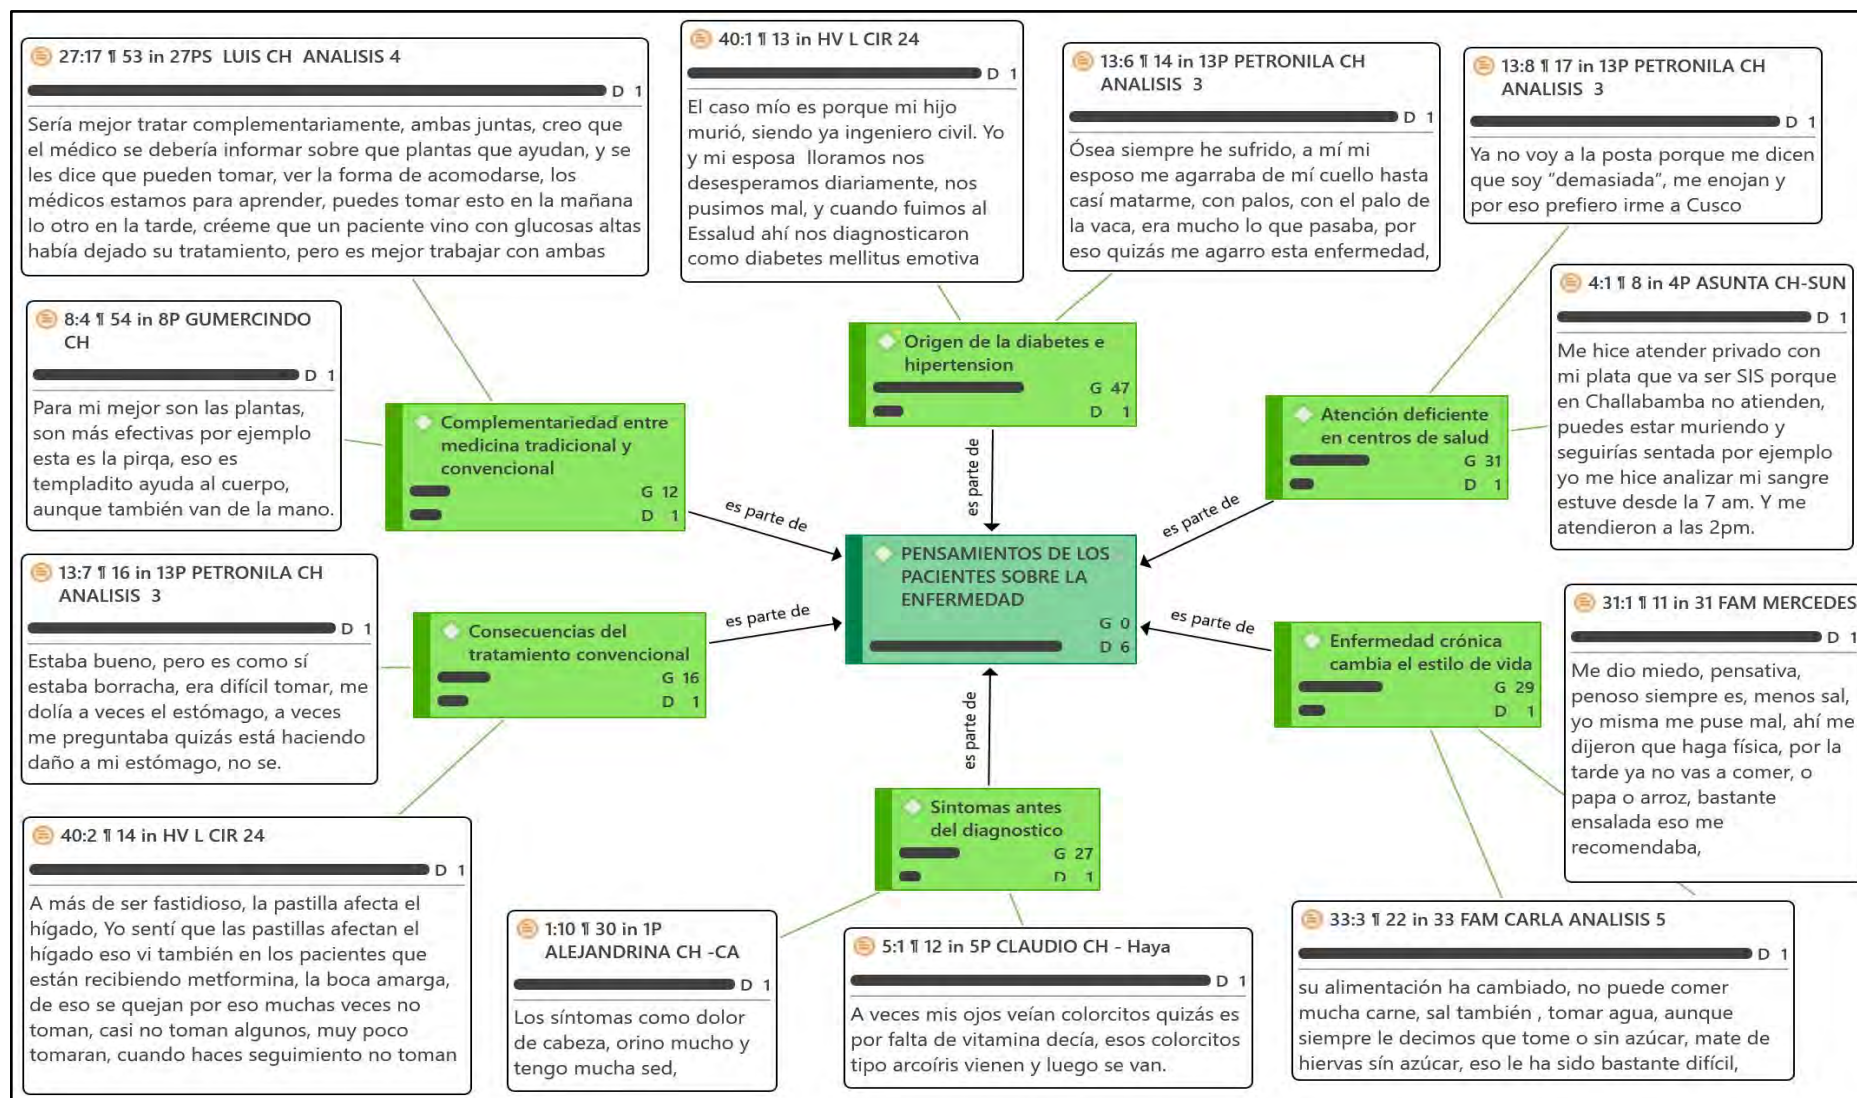 27:17 ¶ 53 in 27PS LUIS CH ANALISIS 4
D 1
Sería mejor tratar complementariamente, ambas juntas, creo que
el médico se debería informar sobre que plantas que ayudan, y se
les dice que pueden tomar, ver la forma de acomodarse, los
médicos estamos para aprender, puedes tomar esto en la mañana
lo otro en la tarde, créeme que un paciente vino con glucosas altas
había dejado su tratamiento, pero es mejor trabajar con ambas
40:1 ¶ 13 in HV L CIR 24
D 1
El caso mío es porque mi hijo
murió, siendo ya ingeniero civil. Yo
y mi esposa lloramos nos
desesperamos diariamente, nos
pusimos mal, y cuando fuimos al
Essalud ahí nos diagnosticaron
como diabetes mellitus emotiva
13:6 ¶ 14 in 13P PETRONILA CH
ANALISIS 3
D 1
Ósea siempre he sufrido, a mí mi
esposo me agarraba de mí cuello hasta
casí matarme, con palos, con el palo de
la vaca, era mucho lo que pasaba, por
eso quizás me agarro esta enfermedad,
13:8 ¶ 17 in 13P PETRONILA CH
ANALISIS 3
D 1
Ya no voy a la posta porque me dicen
que soy “demasiada”, me enojan y
por eso prefiero irme a Cusco
8:4 ¶ 54 in 8P GUMERCINDO
CH
D 1
Para mi mejor son las plantas,
son más efectivas por ejemplo
esta es la pirqa, eso es
templadito ayuda al cuerpo,
aunque también van de la mano.
Complementariedad entre
medicina tradicional y
convencional
G 12
D 1
Origen de la diabetes e
hipertension
G 47
D 1
Atención deficiente
en centros de salud
G 31
D 1
4:1 ¶ 8 in 4P ASUNTA CH-SUN
D 1
Me hice atender privado con
mi plata que va ser SIS porque
en Challabamba no atienden,
puedes estar muriendo y
seguirías sentada por ejemplo
yo me hice analizar mi sangre
estuve desde la 7 am. Y me
atendieron a las 2pm.
es parte de
es parte de
es parte de
PENSAMIENTOS DE LOS
PACIENTES SOBRE LA
ENFERMEDAD
G 0
D 6
13:7 ¶ 16 in 13P PETRONILA CH
ANALISIS 3
D 1
Estaba bueno, pero es como sí
estaba borracha, era difícil tomar, me
dolía a veces el estómago, a veces
me preguntaba quizás está haciendo
daño a mi estómago, no se.
Consecuencias del
tratamiento convencional
G 16
D 1
es parte de
es parte de
es parte de
Enfermedad crónica
cambia el estilo de vida
G 29
D 1
31:1 ¶ 11 in 31 FAM MERCEDES
D 1
Me dio miedo, pensativa,
penoso siempre es, menos sal,
yo misma me puse mal, ahí me
dijeron que haga física, por la
tarde ya no vas a comer, o
papa o arroz, bastante
ensalada eso me
recomendaba,
Sintomas antes
del diagnostico
G 27
D 1
40:2 ¶ 14 in HV L CIR 24
D 1
A más de ser fastidioso, la pastilla afecta el
hígado, Yo sentí que las pastillas afectan el
hígado eso vi también en los pacientes que
están recibiendo metformina, la boca amarga,
de eso se quejan por eso muchas veces no
toman, casi no toman algunos, muy poco
tomaran, cuando haces seguimiento no toman
1:10 ¶ 30 in 1P
ALEJANDRINA CH -CA
D 1
Los síntomas como dolor
de cabeza, orino mucho y
tengo mucha sed,
5:1 ¶ 12 in 5P CLAUDIO CH - Haya
D 1
A veces mis ojos veían colorcitos quizás es
por falta de vitamina decía, esos colorcitos
tipo arcoíris vienen y luego se van.
33:3 ¶ 22 in 33 FAM CARLA ANALISIS 5
D 1
su alimentación ha cambiado, no puede comer
mucha carne, sal también , tomar agua, aunque
siempre le decimos que tome o sin azúcar, mate de
hiervas sín azúcar, eso le ha sido bastante difícil,